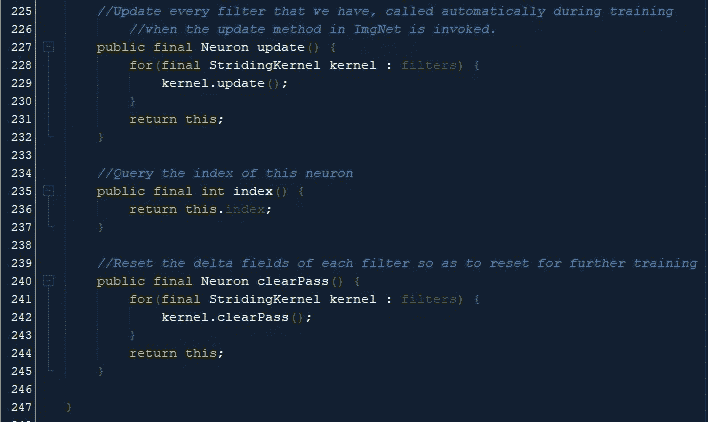 225 //Update every filter that we have, called automatically during training
226 //when the update method in ImgNet is invoked.
227 public final Neuron update() {
228 for(final StridingKernel kernel : filters) {
229 kernel.update();
230 }
231 return this;
232 }
233
234 //Query the index of this neuron
235 public final int index() {
236 return this.index;
237 }
238
239 //Reset the delta fields of each filter so as to reset for further training
240 public final Neuron clearPass() {
241 for(final StridingKernel kernel : filters) {
242 kernel.clearPass();
243 }
244 return this;
245 }
246
247 }